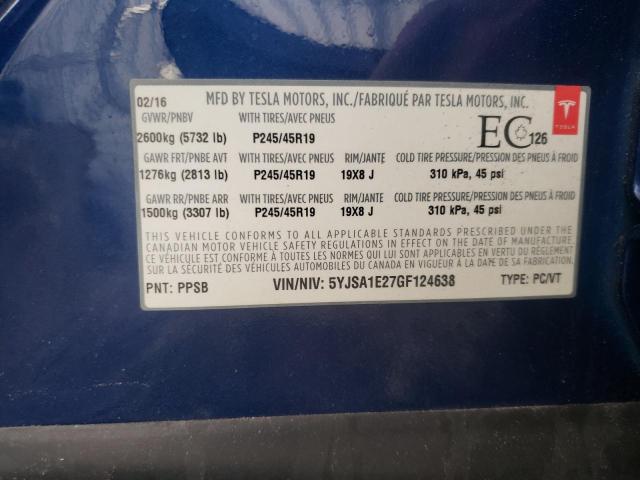 02/16 MFD BY TESLA MOTORS, INC./FABRIQUÉ PAR TESLA MOTORS, INC.
GVWR/PNBV WITH TIRES/AVEC PNEUS
2600kg (5732 lb) P245/45R19 EC 126
TESLA
GAWR FRT/PNBE AVT WITH TIRES/AVEC PNEUS RIM/JANTE COLD TIRE PRESSURE/PRESSION DES PNEUS À FROID
1276kg (2813 lb) P245/45R19 19X8 J 310 kPa, 45 psi
GAWR RR/PNBE ARR WITH TIRES/AVEC PNEUS RIM/JANTE COLD TIRE PRESSURE/PRESSION DES PNEUS À FROID
1500kg (3307 lb) P245/45R19 19X8 J 310 kPa, 45 psi
THIS VEHICLE CONFORMS TO ALL APPLICABLE STANDARDS PRESCRIBED UNDER THE
CANADIAN MOTOR VEHICLE SAFETY REGULATIONS IN EFFECT ON THE DATE OF MANUFACTURE.
CE VÉHICULE EST CONFORME À TOUTES LES NORMES QUI LUI SONT APPLICABLES EN VERTU DU RÈGLEMENT
SUR LA SÉCURITÉ DES VÉHICULES AUTOMOBILES DU CANADA EN VIGUEUR À LA DATE DE SA FABRICATION.
PNT: PPSB VIN/NIV: 5YJSA1E27GF124638 TYPE: PC/VT